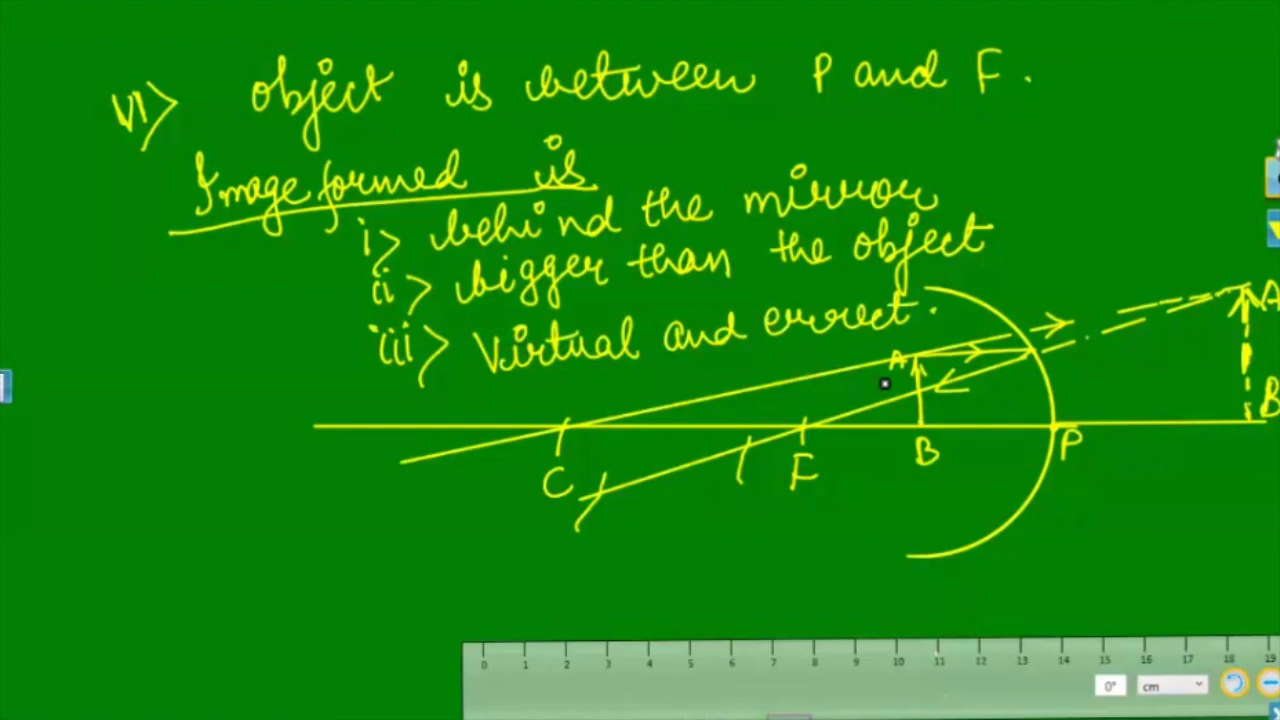 VI> object is between P and F.
Image formed is
i> behind the mirror
ii> bigger than the object
iii> Virtual and errect.
A
A
B
C
F
B
P
0 1 2 3 4 5 6 7 8 9 10 11 12 13 14 15 16 17 18 19
0° cm